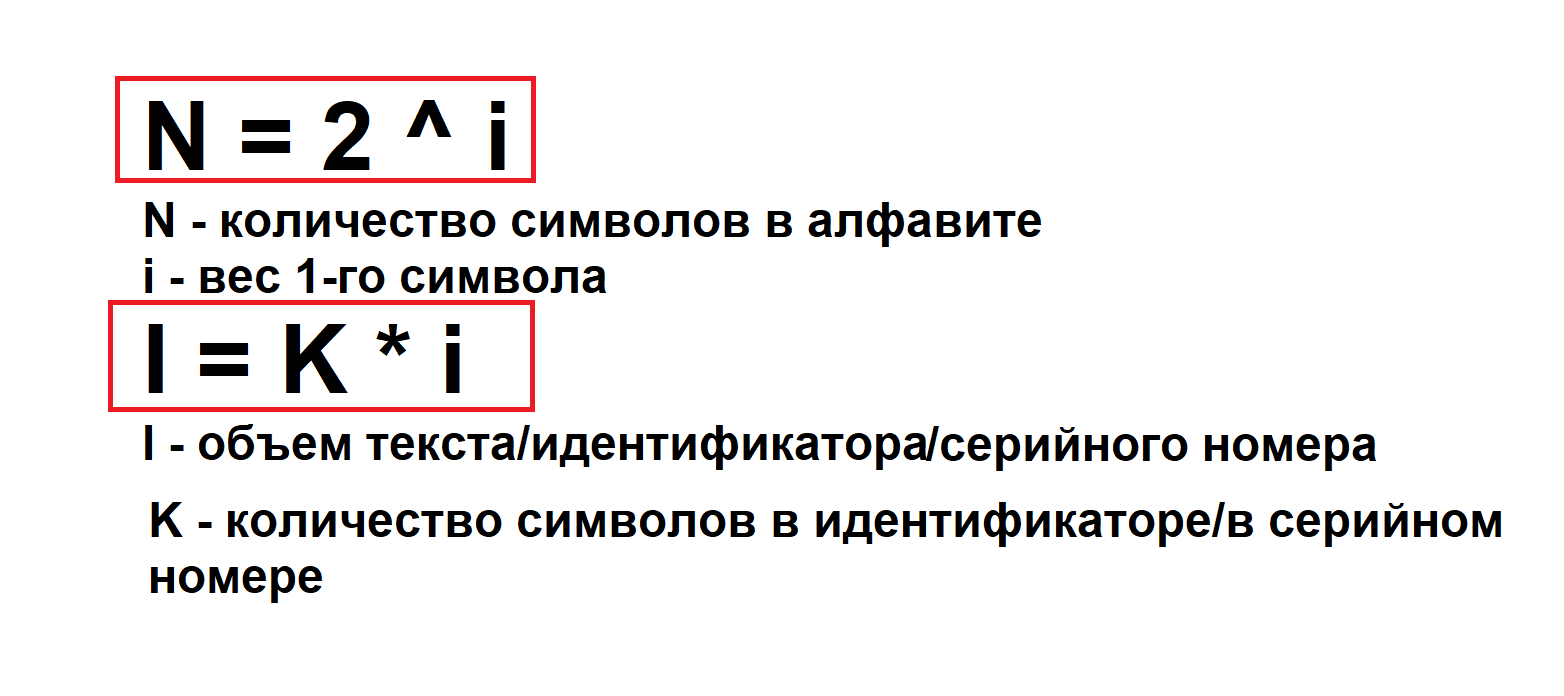 N = 2 ^ i
N - количество символов в алфавите
i - вес 1-го символа
I = K * i
I - объем текста/идентификатора/серийного номера
K - количество символов в идентификаторе/в серийном
номере